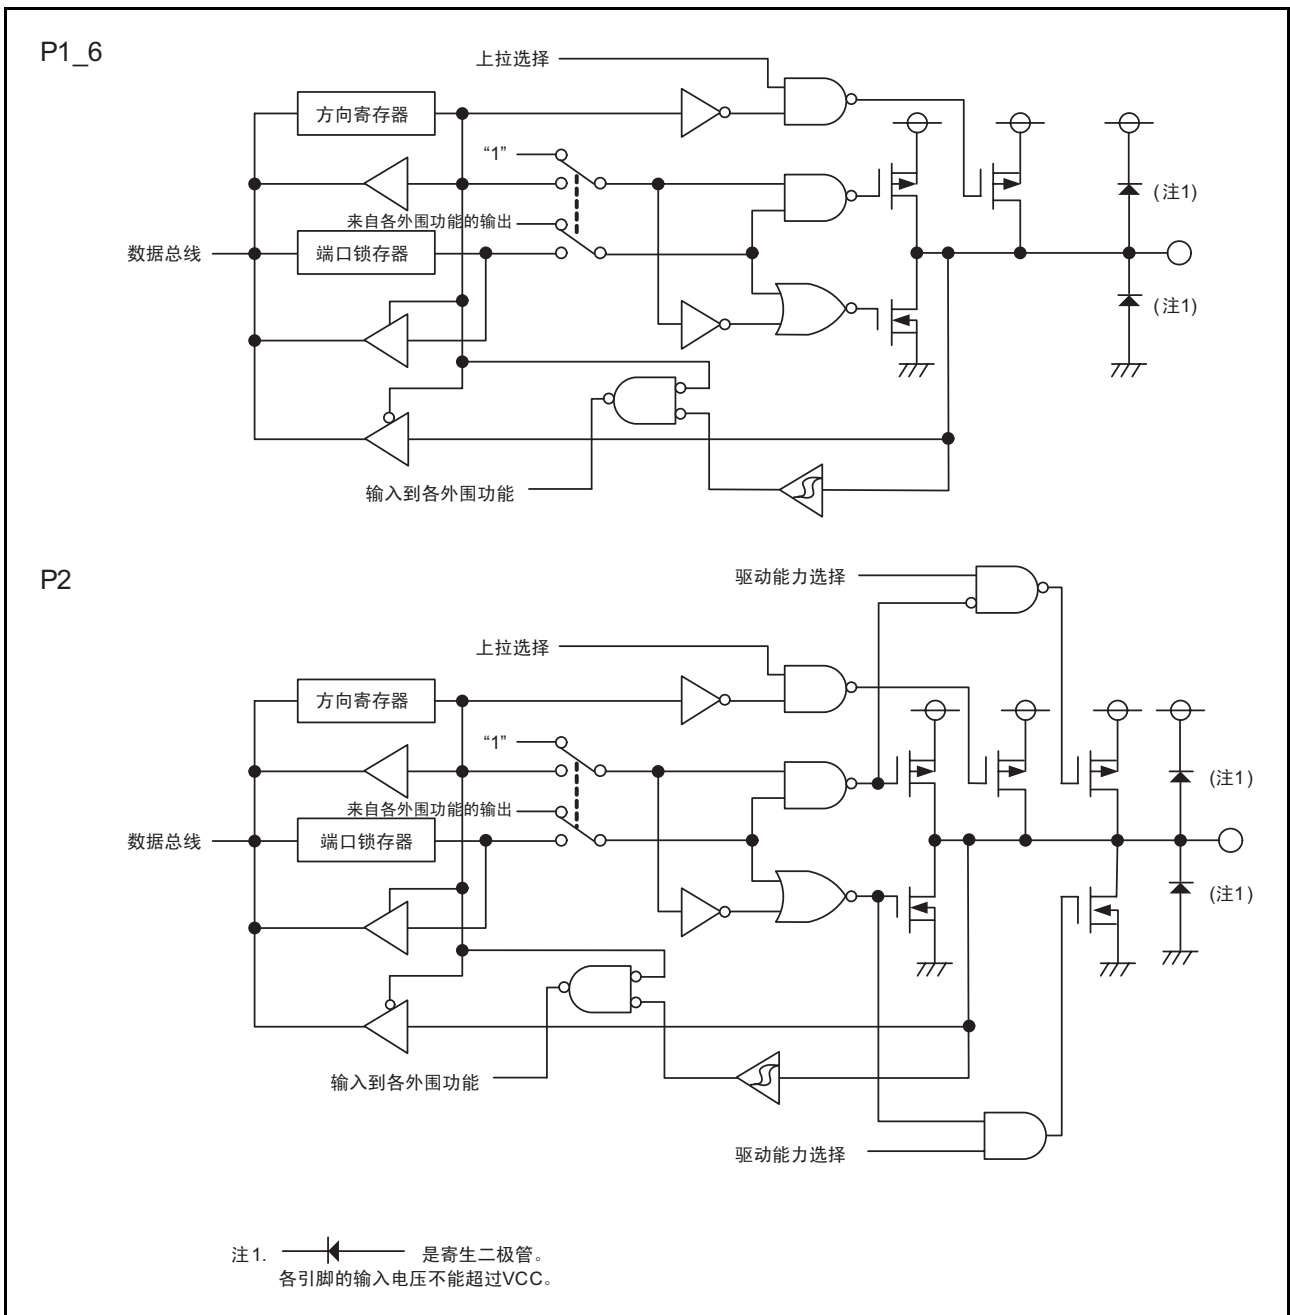 P1_6
上拉选择
方向寄存器
“1”
(注1)
来自各外围功能的输出
数据总线
端口锁存器
(注1)
输入到各外围功能
P2
驱动能力选择
上拉选择
方向寄存器
“1”
(注1)
来自各外围功能的输出
数据总线
端口锁存器
(注1)
输入到各外围功能
驱动能力选择
注1. 是寄生二极管。
各引脚的输入电压不能超过VCC。